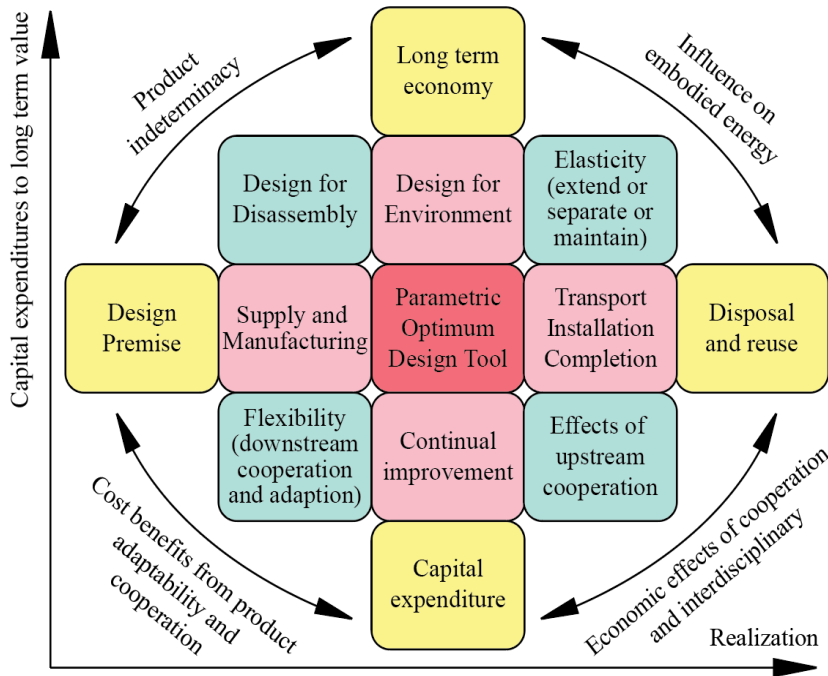 Capital expenditures to long term value
Product
indeterminacy
Long term
economy
Influence on
embodied energy
Design for
Disassembly
Design for
Environment
Elasticity
(extend or
separate or
maintain)
Design
Premise
Supply and
Manufacturing
Parametric
Optimum
Design Tool
Transport
Installation
Completion
Disposal
and reuse
Flexibility
(downstream
cooperation
and adaption)
Continual
improvement
Effects of
upstream
cooperation
Cost benefits from product
adaptability and
cooperation
Capital
expenditure
Economic effects of cooperation
and interdisciplinary
Realization